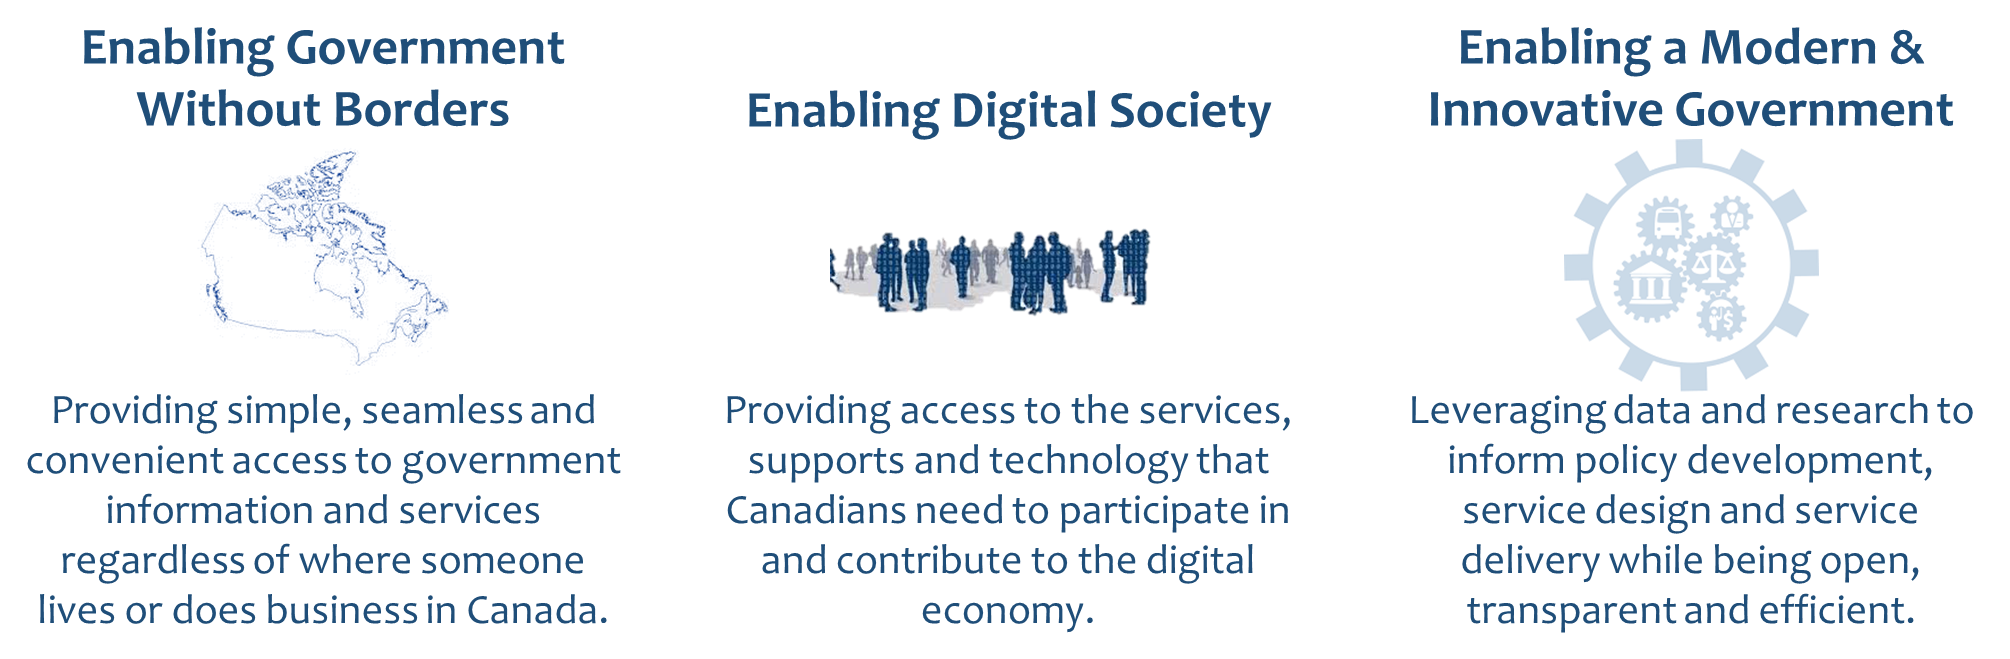 Enabling Government
Without Borders
Providing simple, seamless and
convenient access to government
information and services
regardless of where someone
lives or does business in Canada.
Enabling Digital Society
Providing access to the services,
supports and technology that
Canadians need to participate in
and contribute to the digital
economy.
Enabling a Modern &
Innovative Government
$
Leveraging data and research to
inform policy development,
service design and service
delivery while being open,
transparent and efficient.